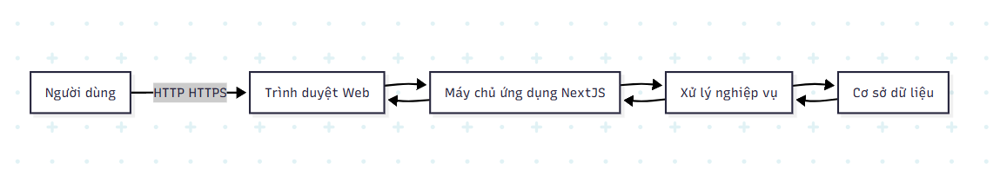 Người dùng
HTTP HTTPS
Trình duyệt Web
Máy chủ ứng dụng NextJS
Xử lý nghiệp vụ
Cơ sở dữ liệu